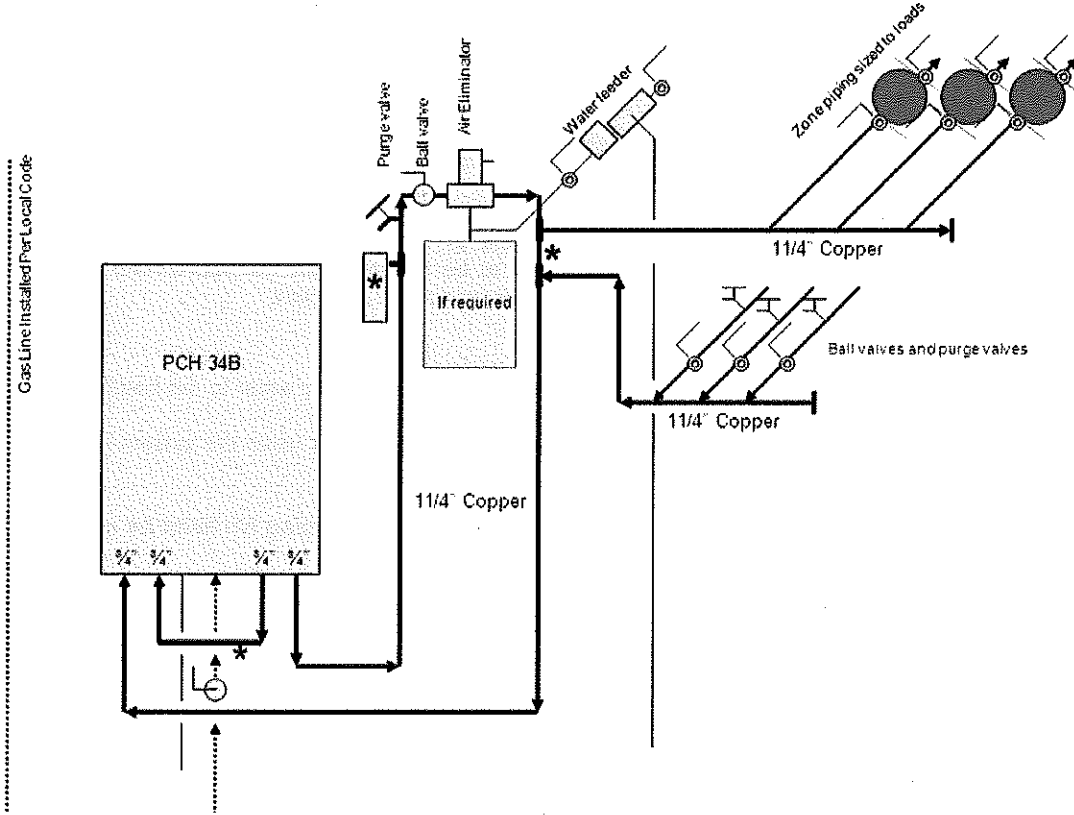 Gas Line Installed Per Local Code
Purge valve
Ball valve
Air Eliminator
Water feeder
Zone piping sized to loads
11/4" Copper
*
*
If required
PCH 34B
Ball valves and purge valves
11/4" Copper
11/4" Copper
¾" ¾" ¾" ¾"
*